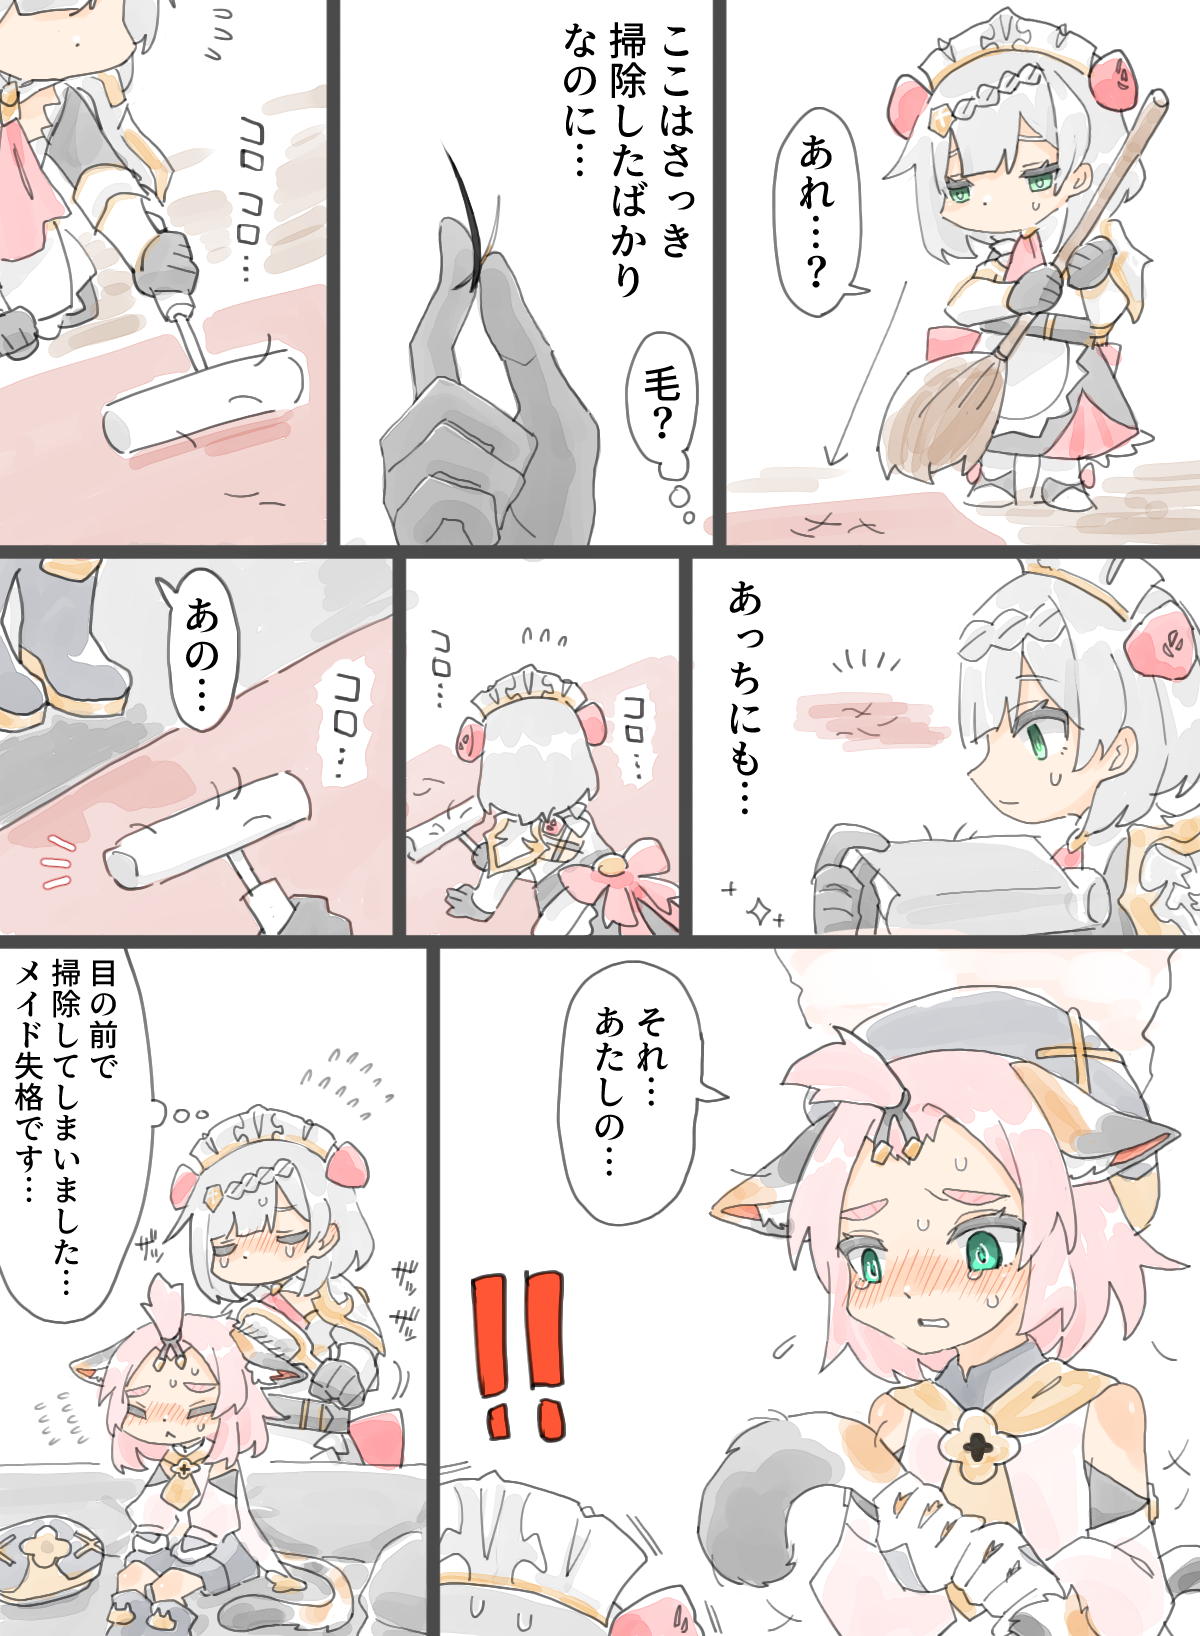 あれ…?
ここはさっき
掃除したばかり
なのに…
毛?
コロコロ…
あっちにも…
コロ…
コロ…
コロ…
あの…
それ…
あたしの…
!!
目の前で
掃除してしまいました…
メイド失格です…